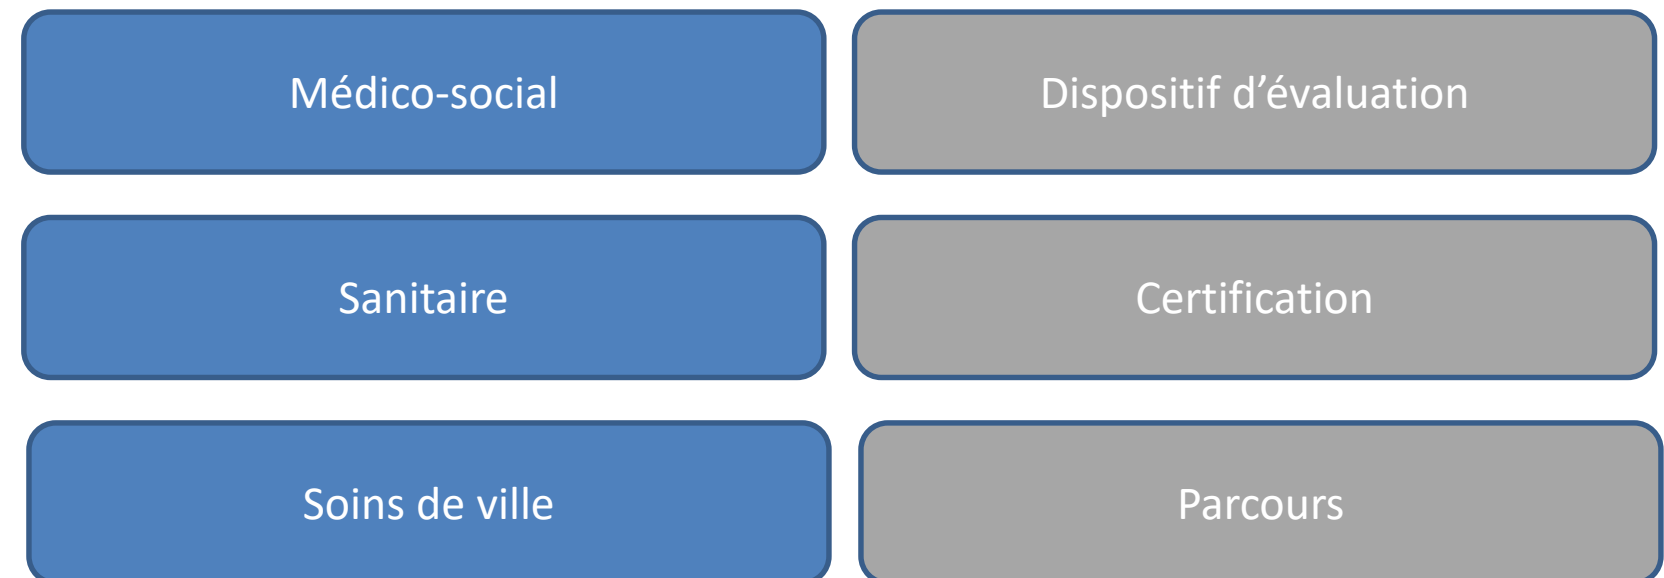 Médico-social
Dispositif d’évaluation
Sanitaire
Certification
Soins de ville
Parcours